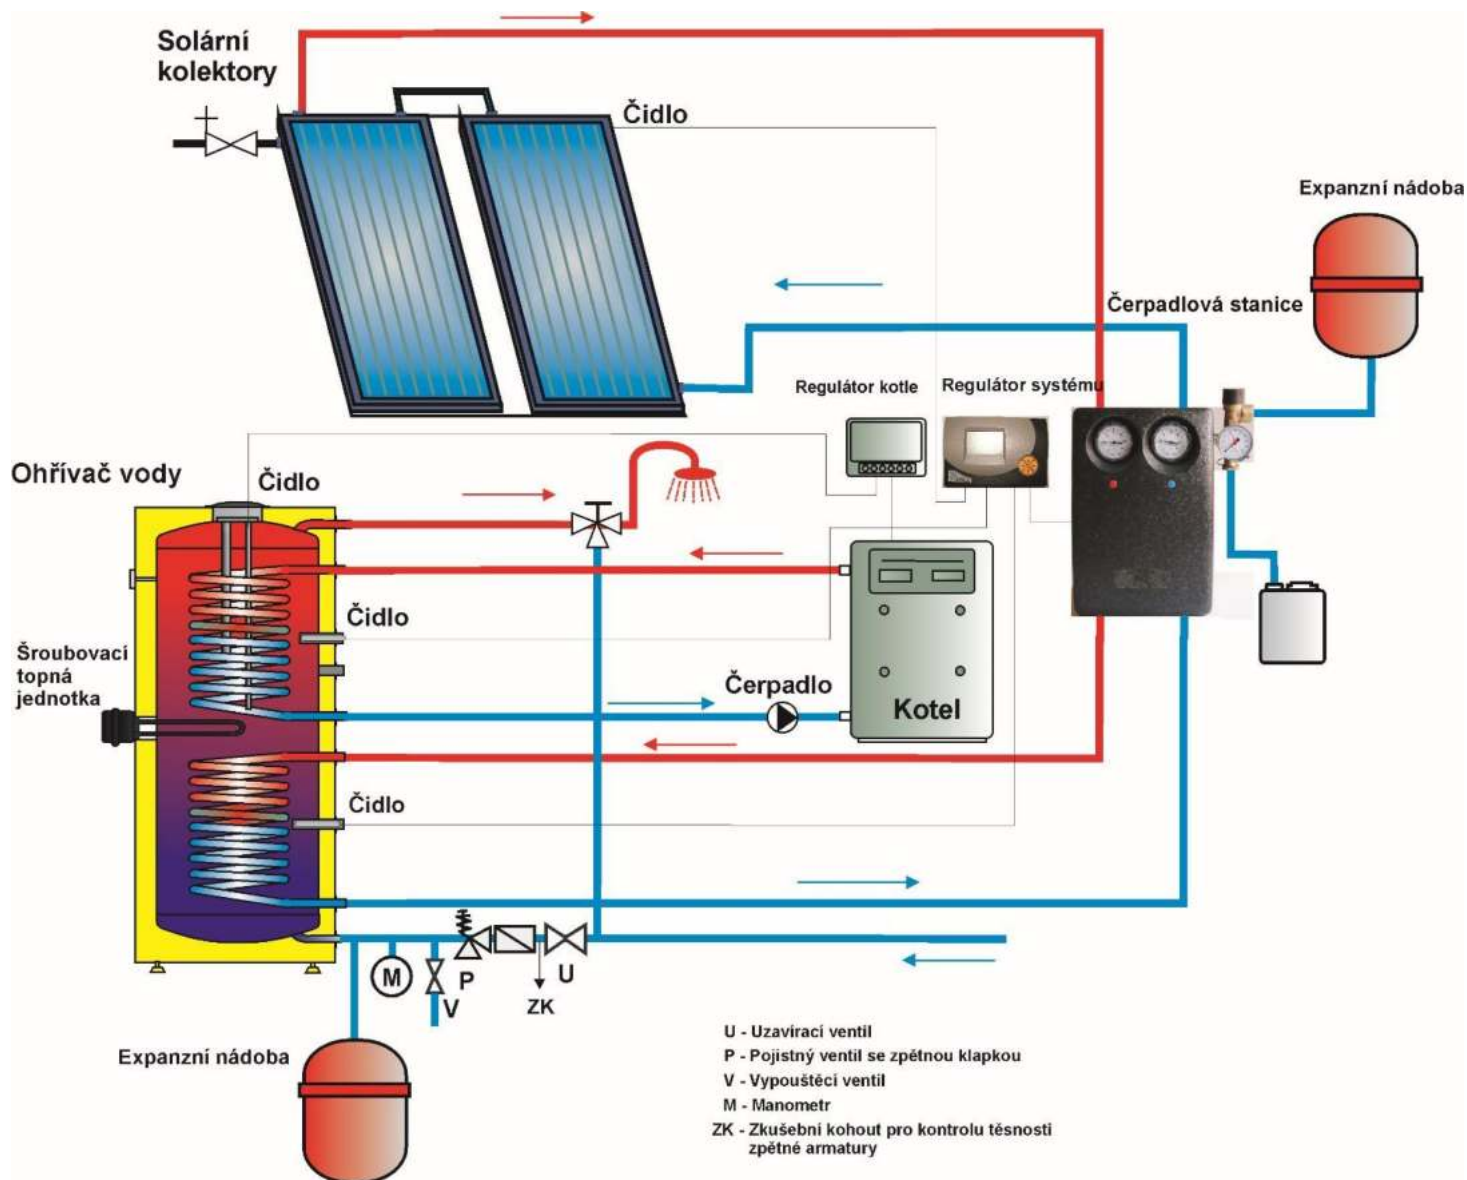 Solární
kolektory
Čidlo
Expanzní nádoba
Čerpadlová stanice
Regulátor kotle
Regulátor systému
Ohřívač vody
Čidlo
Čidlo
Šroubovací
topná
jednotka
Čerpadlo
Kotel
Čidlo
M
V
P
ZK
U
Expanzní nádoba
U - Uzavírací ventil
P - Pojistný ventil se zpětnou klapkou
V - Vypouštěcí ventil
M - Manometr
ZK - Zkušební kohout pro kontrolu těsnosti
zpětné armatury